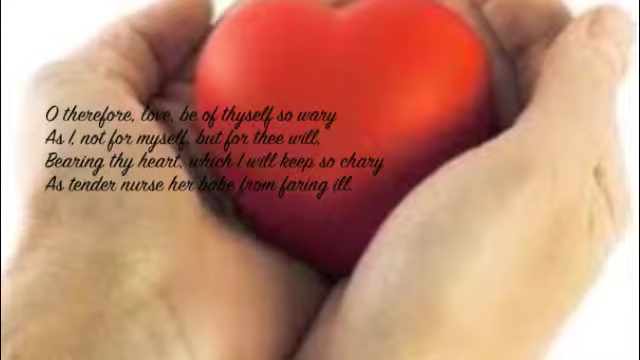 O therefore, love, be of thyself so wary
As I, not for myself, but for thee will,
Bearing thy heart, which I will keep so chary
As tender nurse her babe from faring ill.